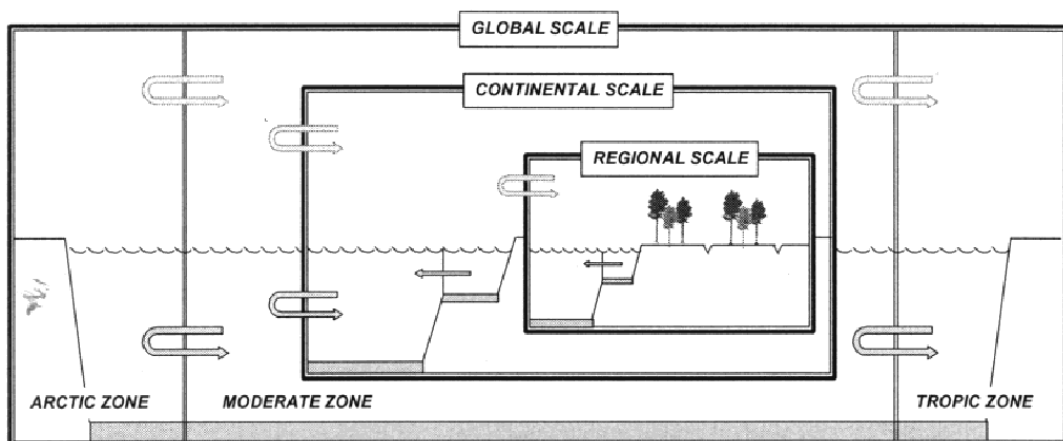 GLOBAL SCALE
CONTINENTAL SCALE
REGIONAL SCALE
ARCTIC ZONE
MODERATE ZONE
TROPIC ZONE